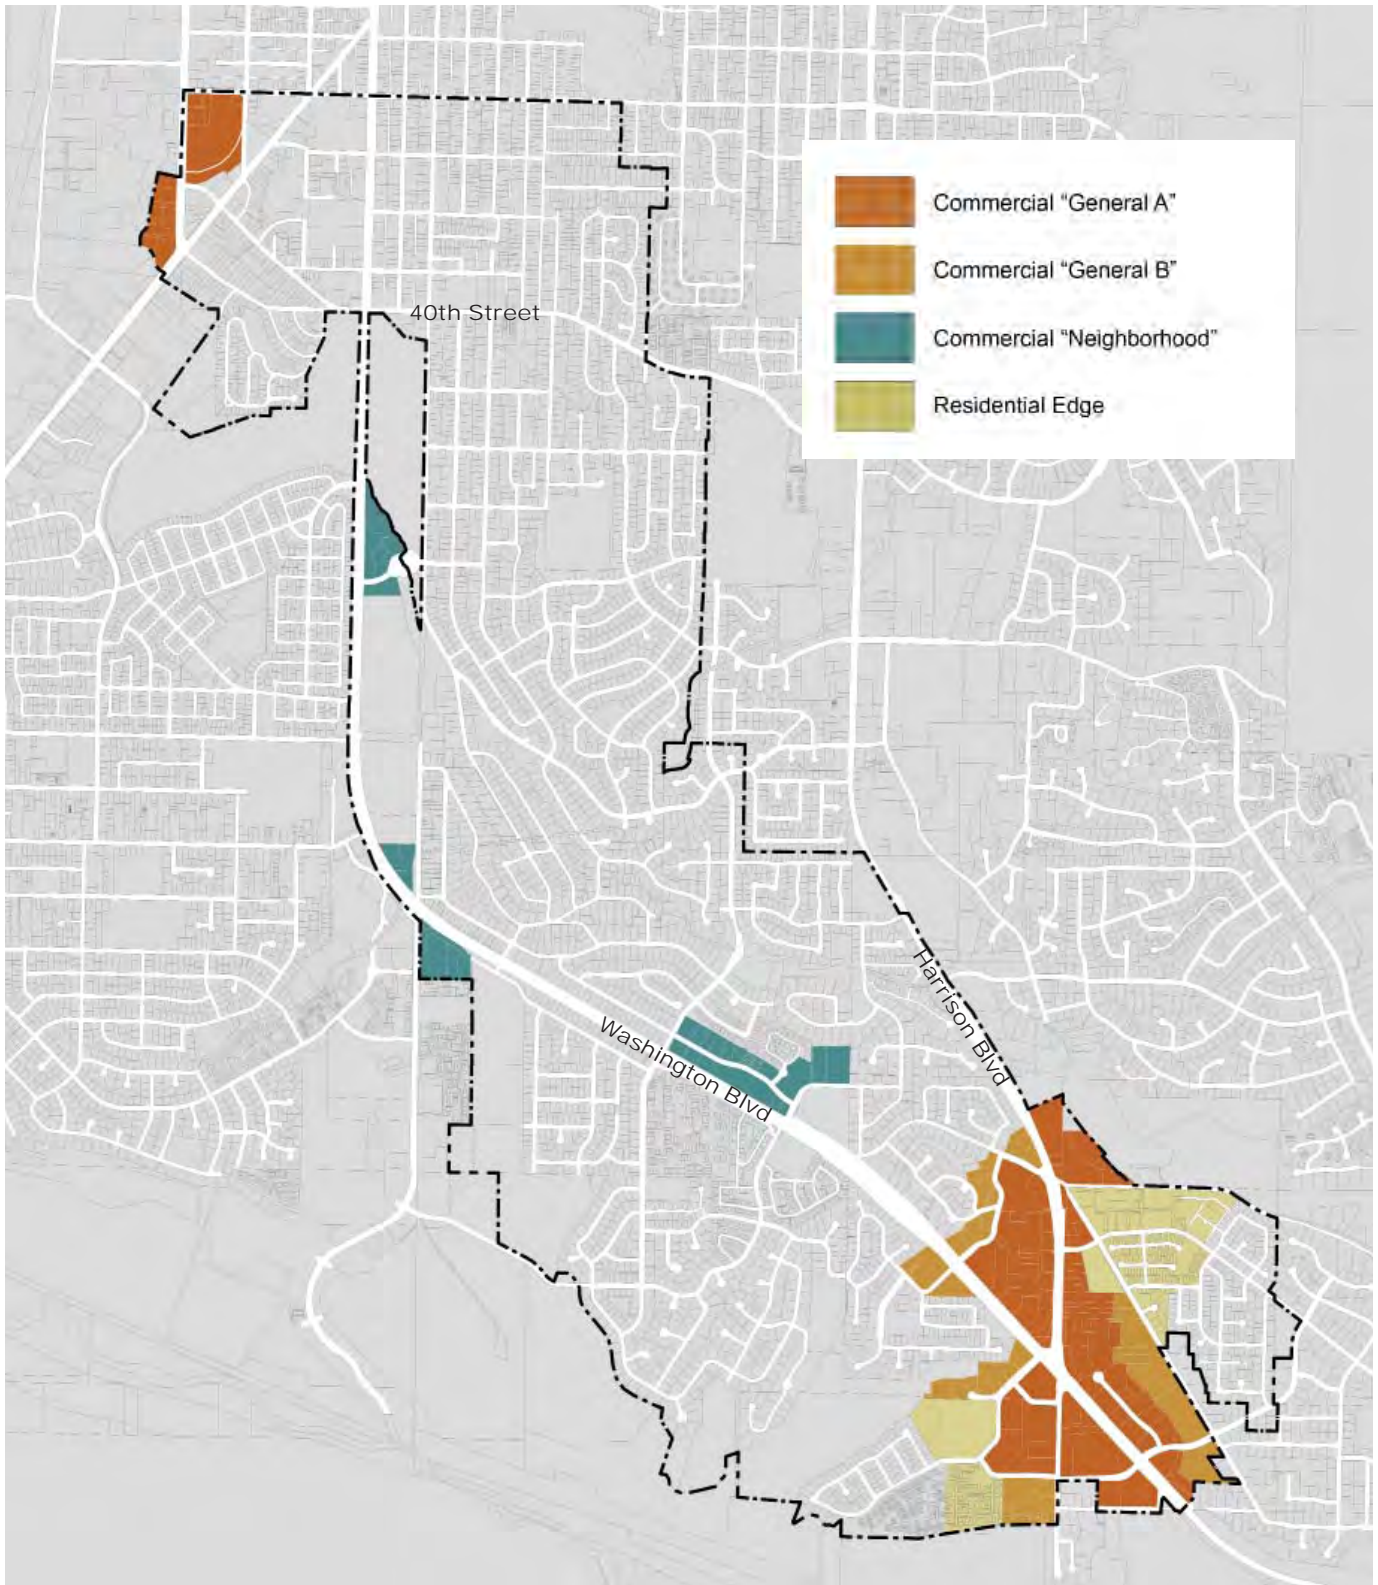 Commercial “General A”
Commercial “General B”
40th Street
Commercial “Neighborhood”
Residential Edge
Harrison Blvd
Washington Blvd